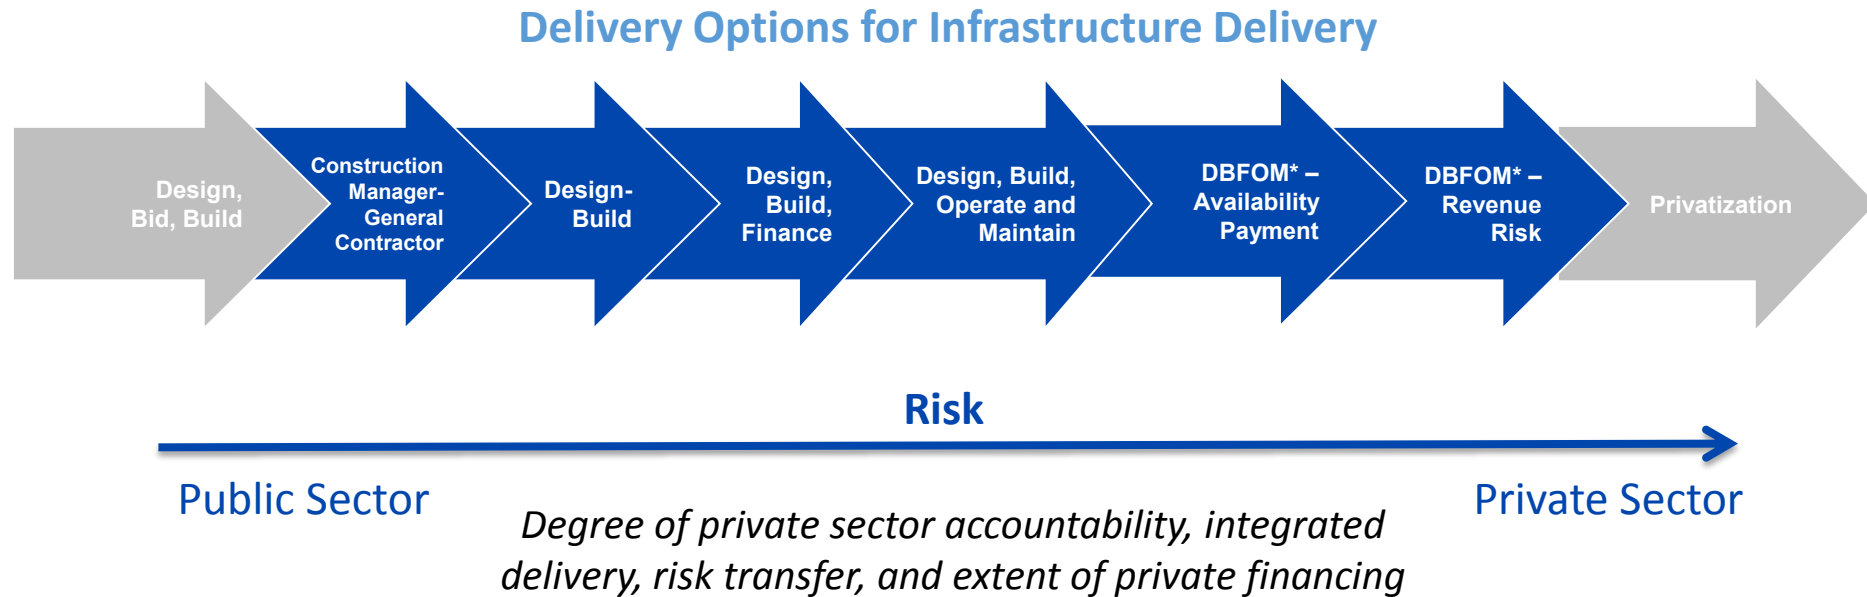 Delivery Options for Infrastructure Delivery
Design,
Bid, Build
Construction
Manager-
General
Contractor
Design-
Build
Design,
Build,
Finance
Design, Build,
Operate and
Maintain
DBFOM* –
Availability
Payment
DBFOM* –
Revenue
Risk
Privatization
Risk
Public Sector
Private Sector
Degree of private sector accountability, integrated
delivery, risk transfer, and extent of private financing